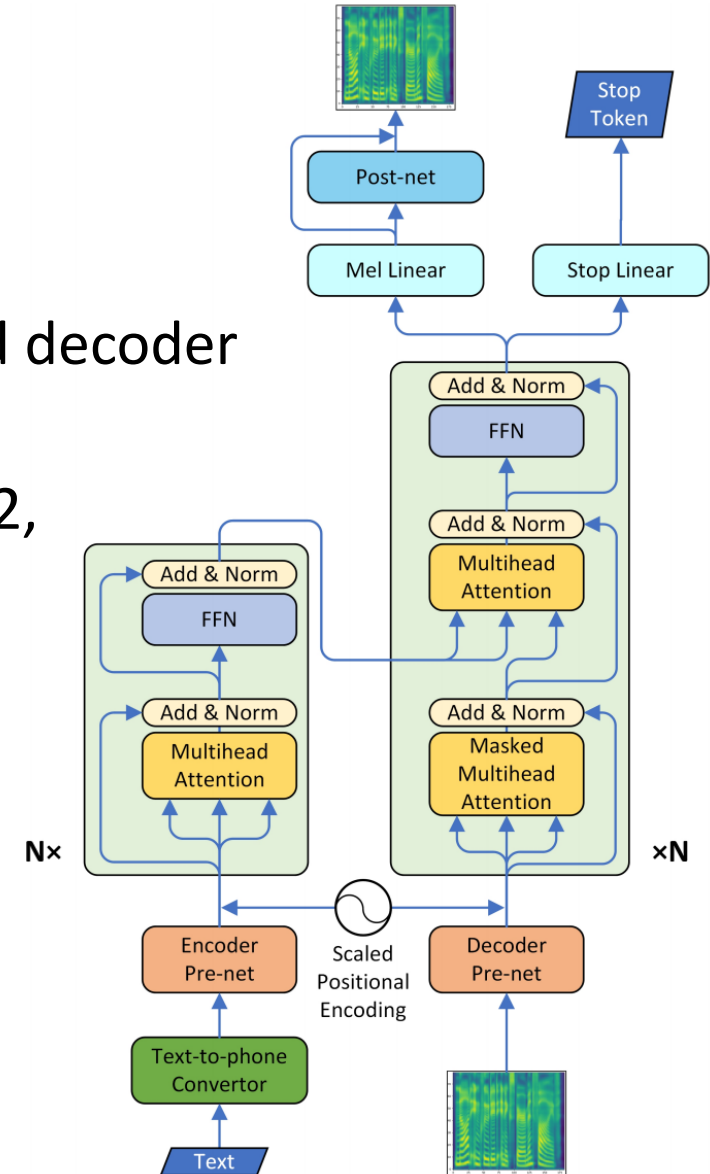 Stop
Token
Post-net
Mel Linear
Stop Linear
decoder
Add & Norm
FFN
2,
Add & Norm
Multihead
Attention
Add & Norm
FFN
Add & Norm
Masked
Multihead
Attention
Add & Norm
Multihead
Attention
N×
×N
Encoder
Pre-net
Scaled
Positional
Encoding
Decoder
Pre-net
Text-to-phone
Convertor
Text